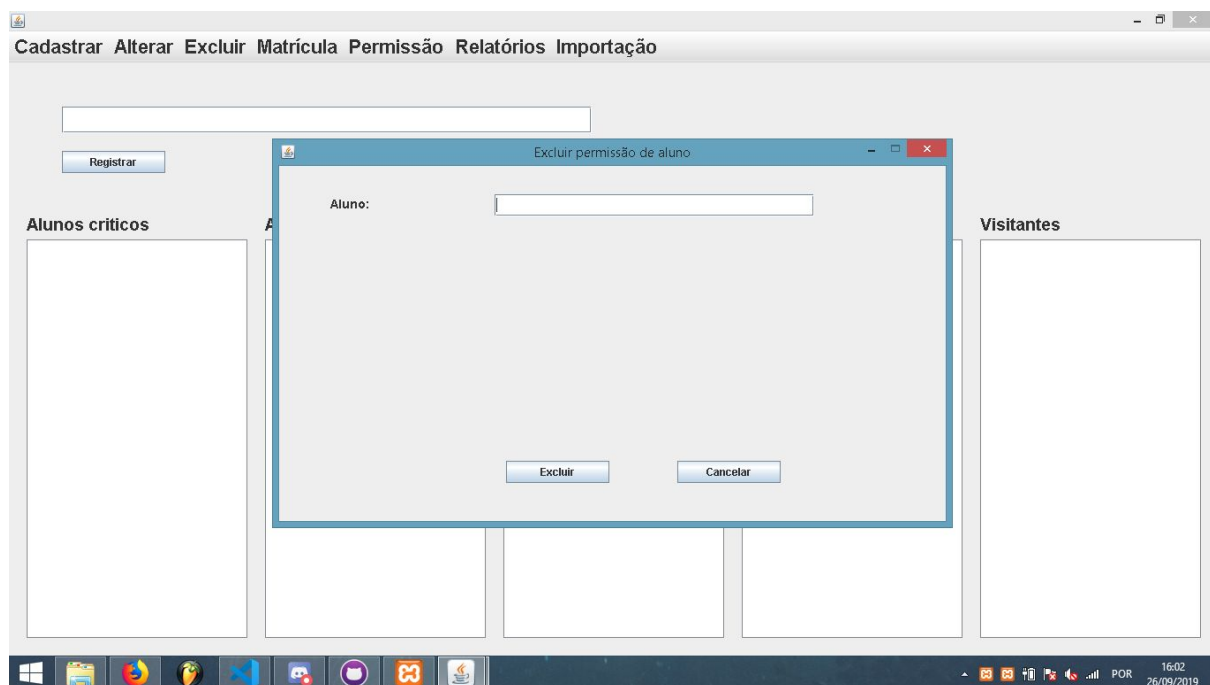 Cadastrar Alterar Excluir Matrícula Permissão Relatórios Importação
Registrar
Excluir permissão de aluno
Aluno:
Alunos criticos
A
Visitantes
Excluir
Cancelar
POR
16:02
26/09/2019